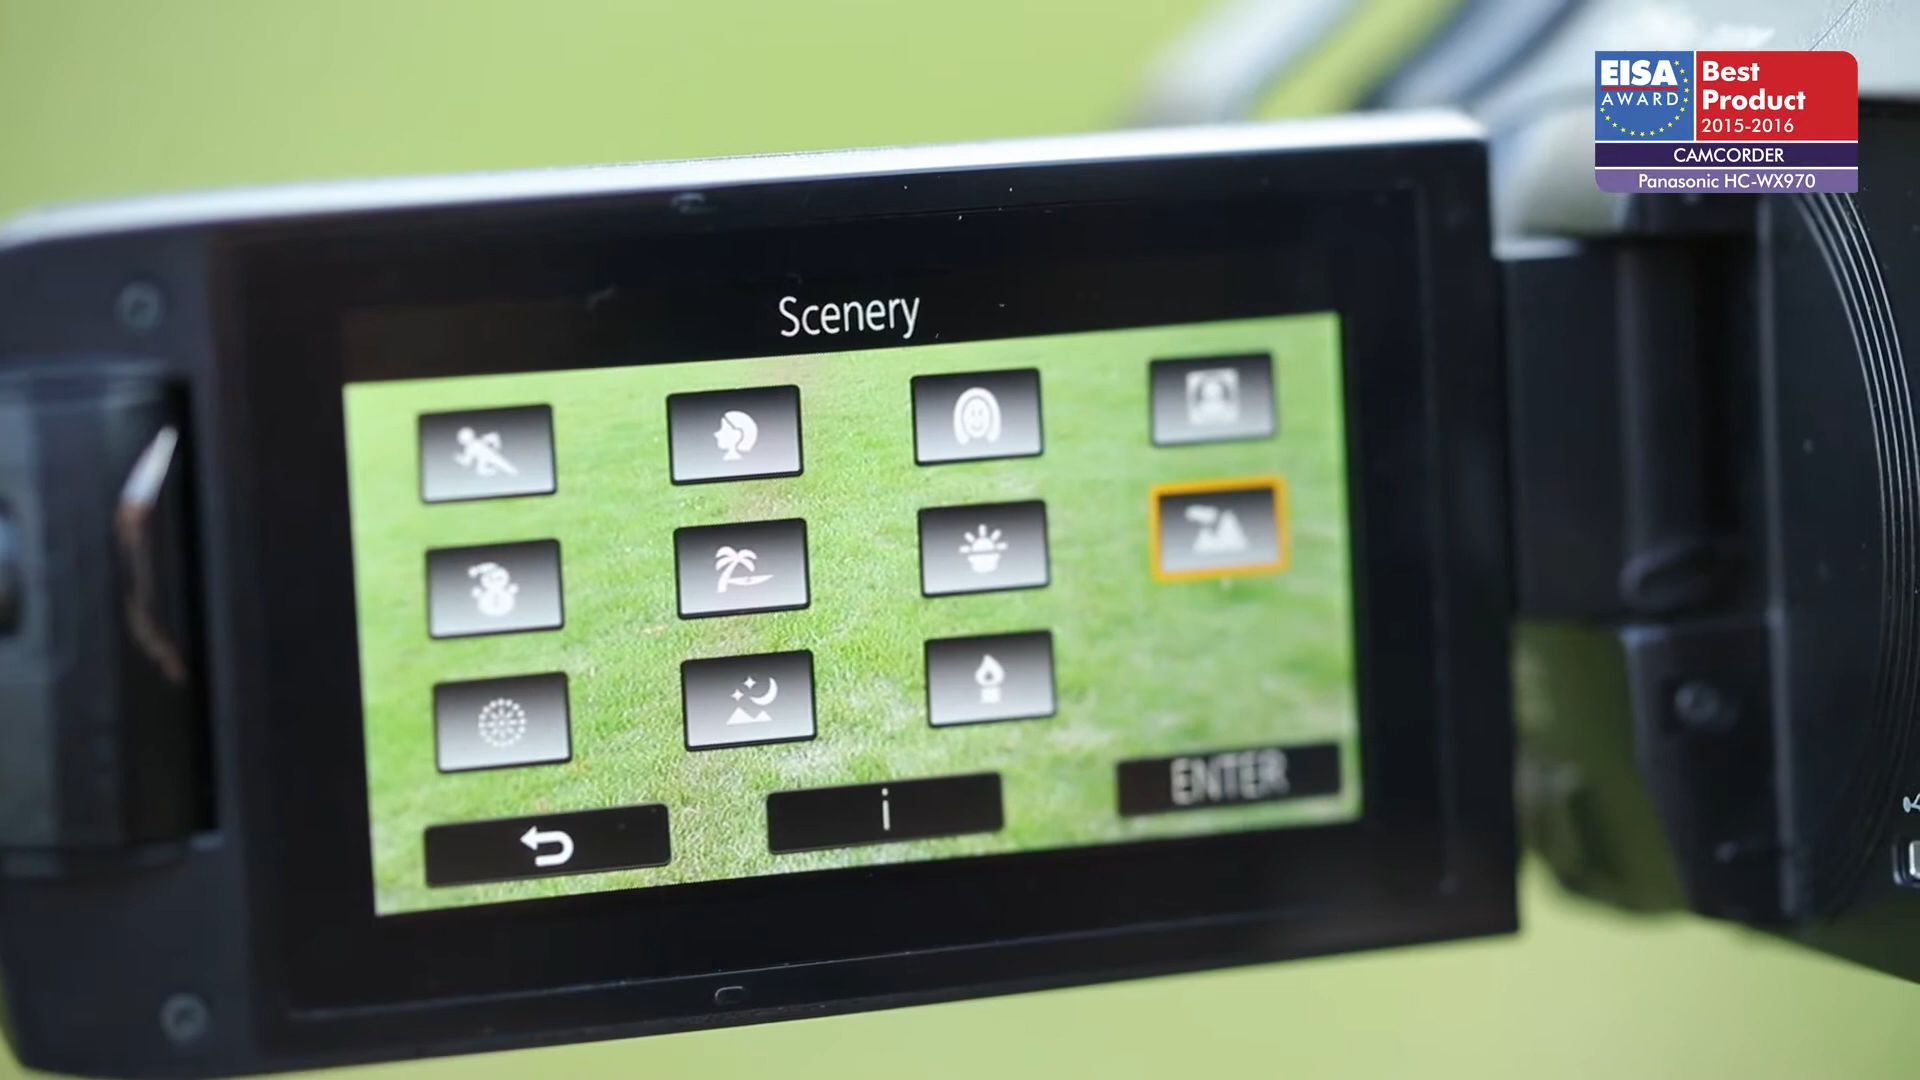 EISA
AWARD
Best
Product
2015-2016
CAMCORDER
Panasonic HC-WX970
Scenery
i
ENTER